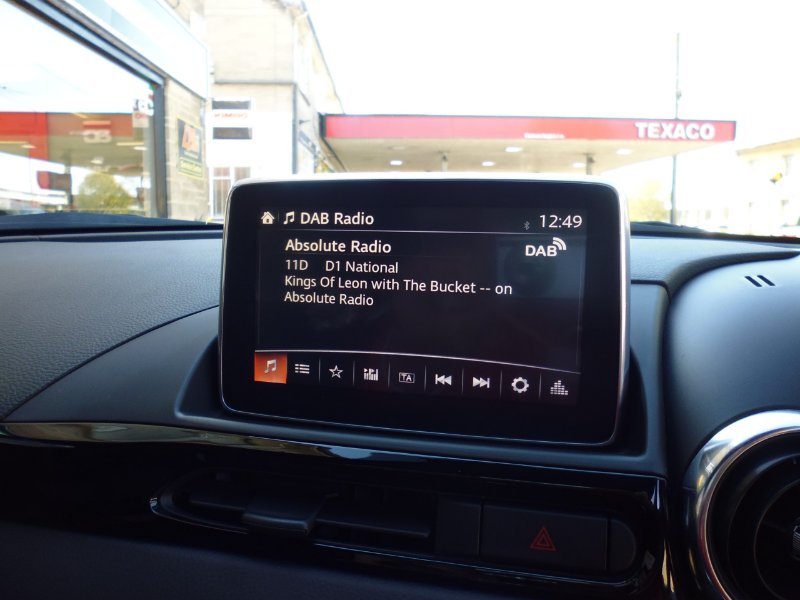 TEXACO
DAB Radio
12:49
Absolute Radio
DAB
11D D1 National
Kings Of Leon with The Bucket -- on
Absolute Radio
TA